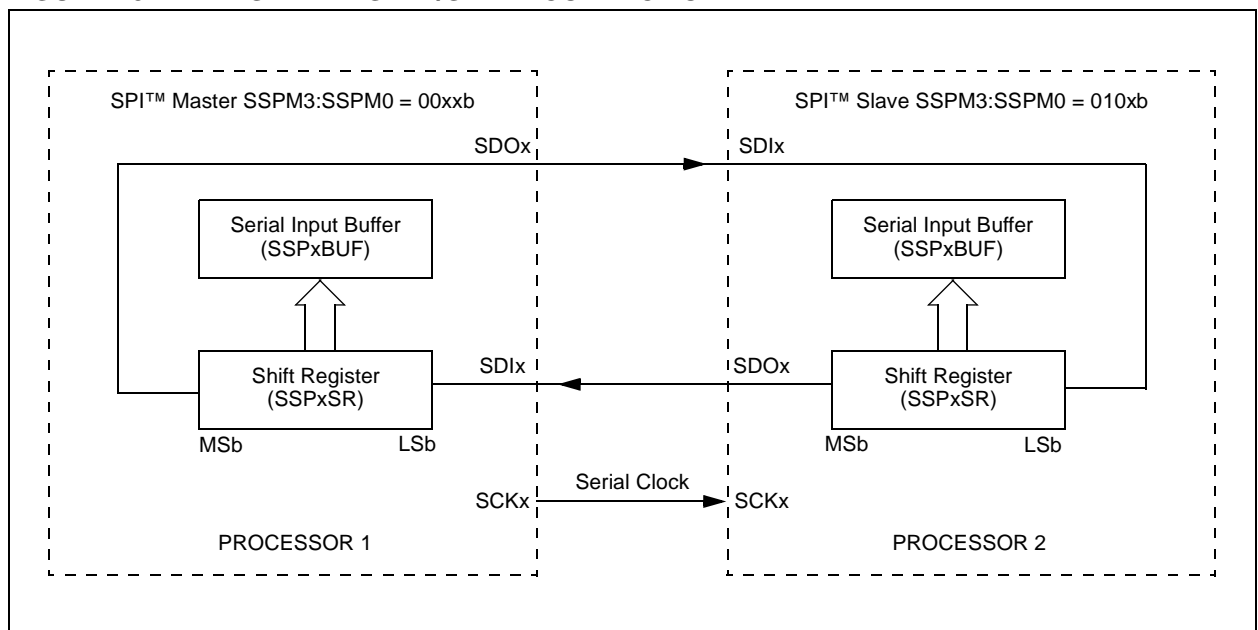 SPI™ Master SSPM3:SSPM0 = 00xxb
SDOx
Serial Input Buffer
(SSPxBUF)
Shift Register
(SSPxSR)
MSb
LSb
SDIx
SCKx
PROCESSOR 1
Serial Clock
SPI™ Slave SSPM3:SSPM0 = 010xb
SDIx
Serial Input Buffer
(SSPxBUF)
SDOx
Shift Register
(SSPxSR)
MSb
LSb
SCKx
PROCESSOR 2